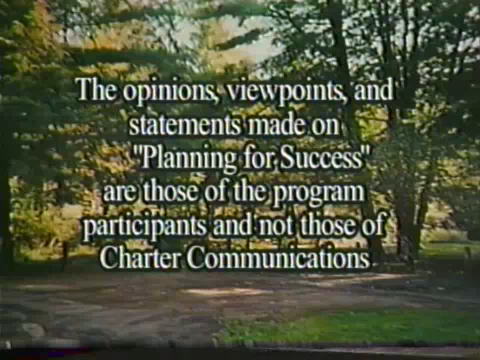 The opinions, viewpoints, and
statements made on
"Planning for Success"
are those of the program
participants and not those of
Charter Communications